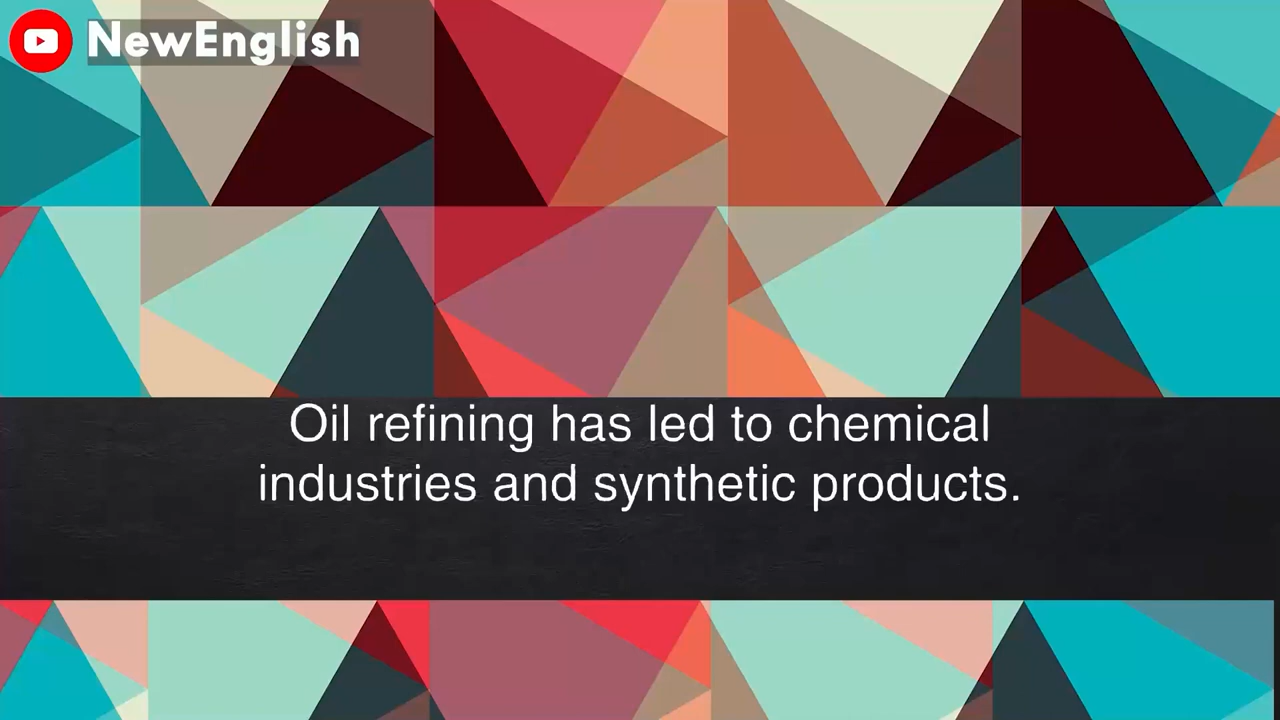 NewEnglish
Oil refining has led to chemical
industries and synthetic products.